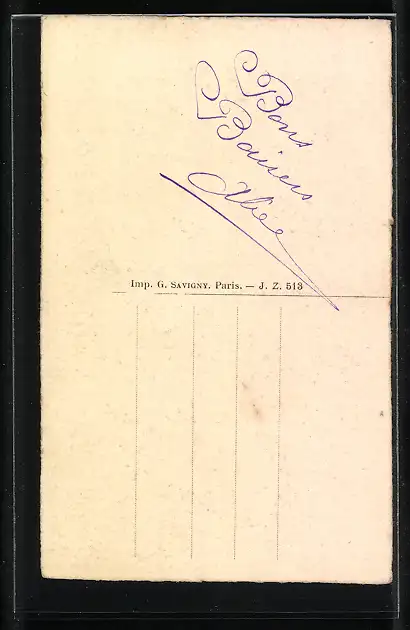 Bons
Baisers
Alice
Imp. G. SAVIGNY, Paris. — J. Z. 513